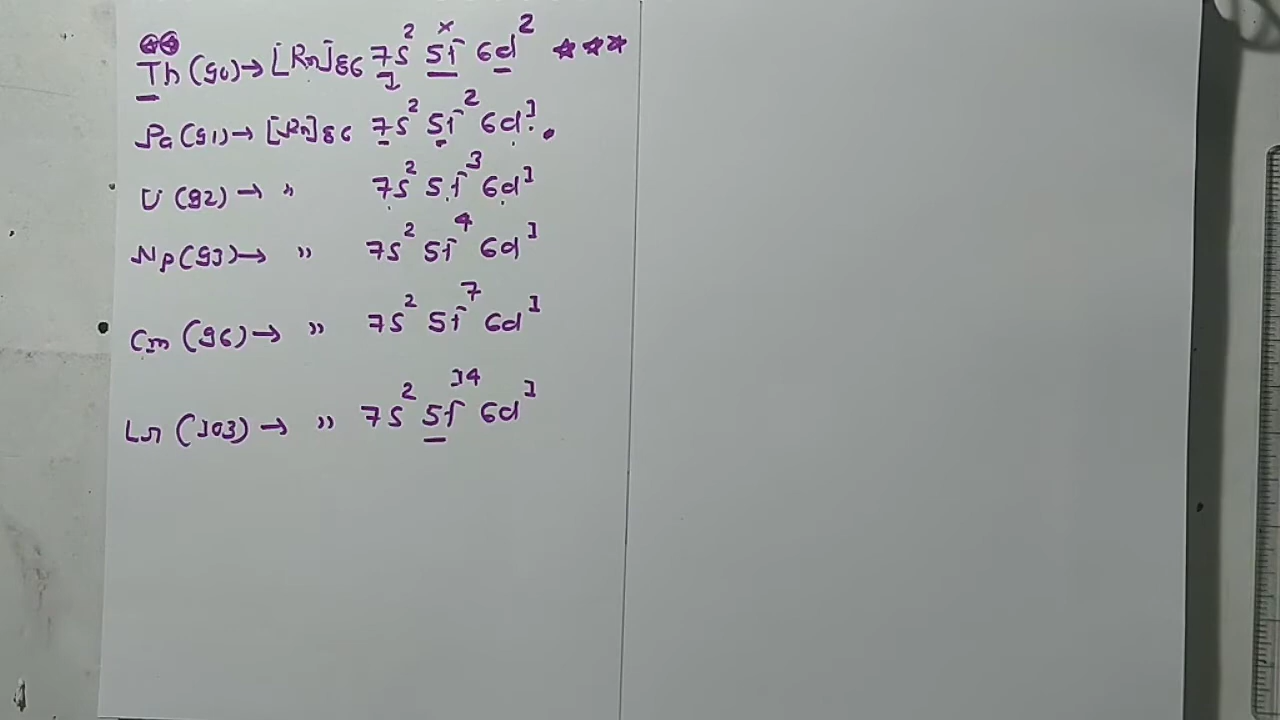 Th (90) → [Rn]86 7s² 5fˣ 6d² ☆☆☆
Pa (91) → [Rn]86 7s² 5f² 6d¹.
U (92) → " 7s² 5f³ 6d¹
Np (93) → " 7s² 5f⁴ 6d¹
Cm (96) → " 7s² 5f⁷ 6d¹
Lr (103) → " 7s² 5f¹⁴ 6d¹